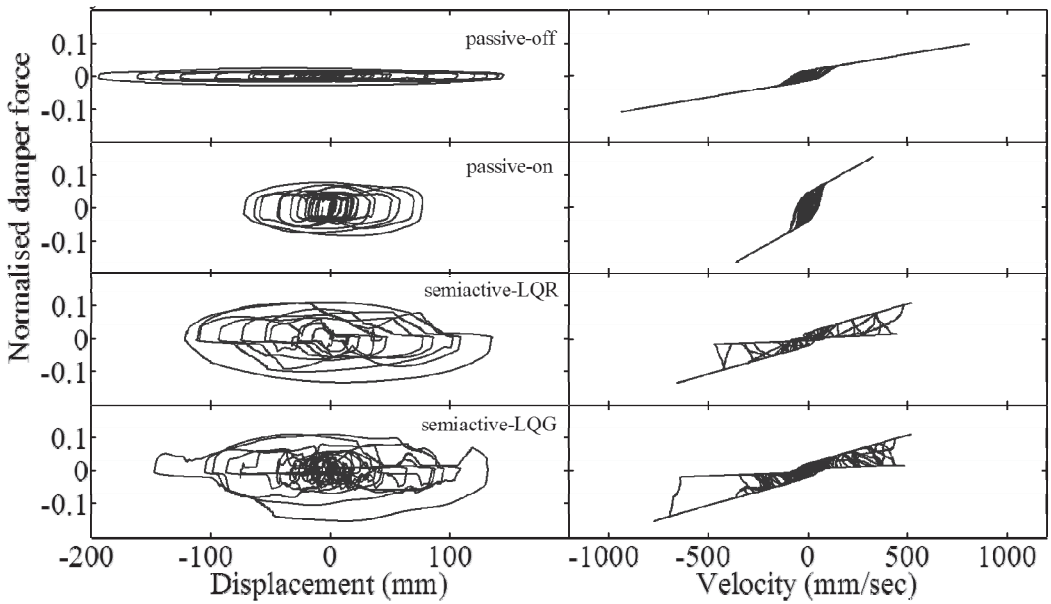 Normalised damper force
0.1
0
-0.1
passive-off
0.1
0
-0.1
passive-on
0.1
0
-0.1
semiactive-LQR
0.1
0
-0.1
semiactive-LQG
-200 -100 0 100
Displacement (mm)
-1000 -500 0 500 1000
Velocity (mm/sec)